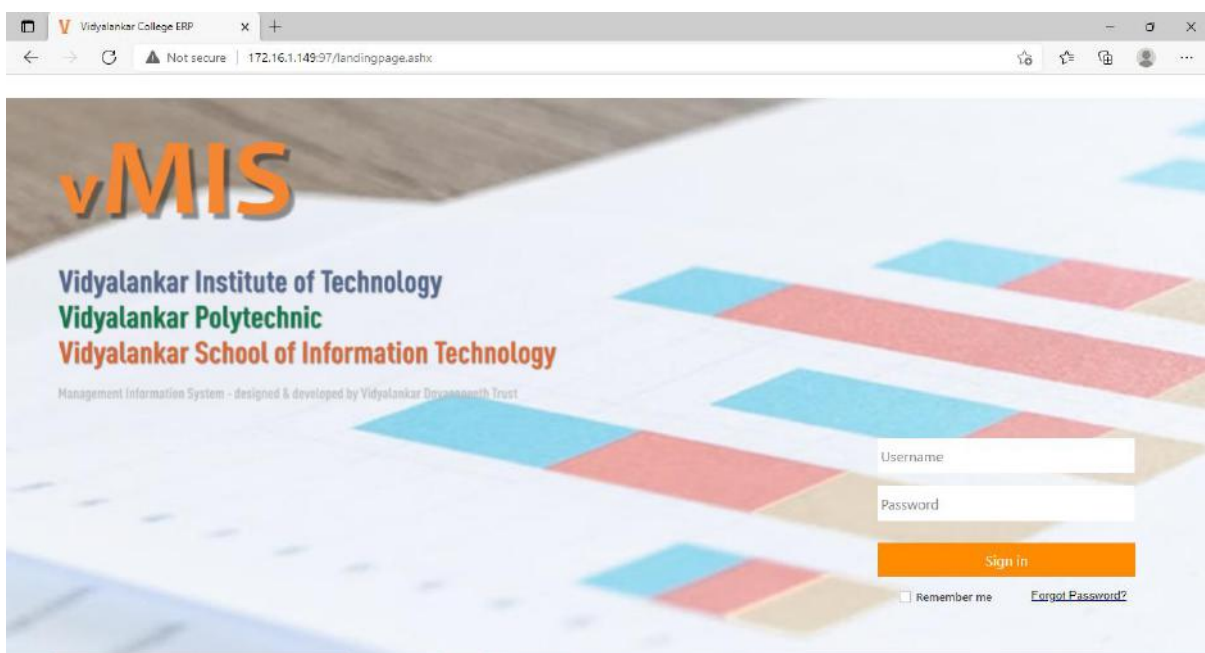 V Vidyalankar College ERP
Not secure | 172.16.1.149:97/landingpage.ashx
vMIS
Vidyalankar Institute of Technology
Vidyalankar Polytechnic
Vidyalankar School of Information Technology
Management Information System - designed & developed by Vidyalankar Trust
Username
Password
Sign in
Remember me Forgot Password?